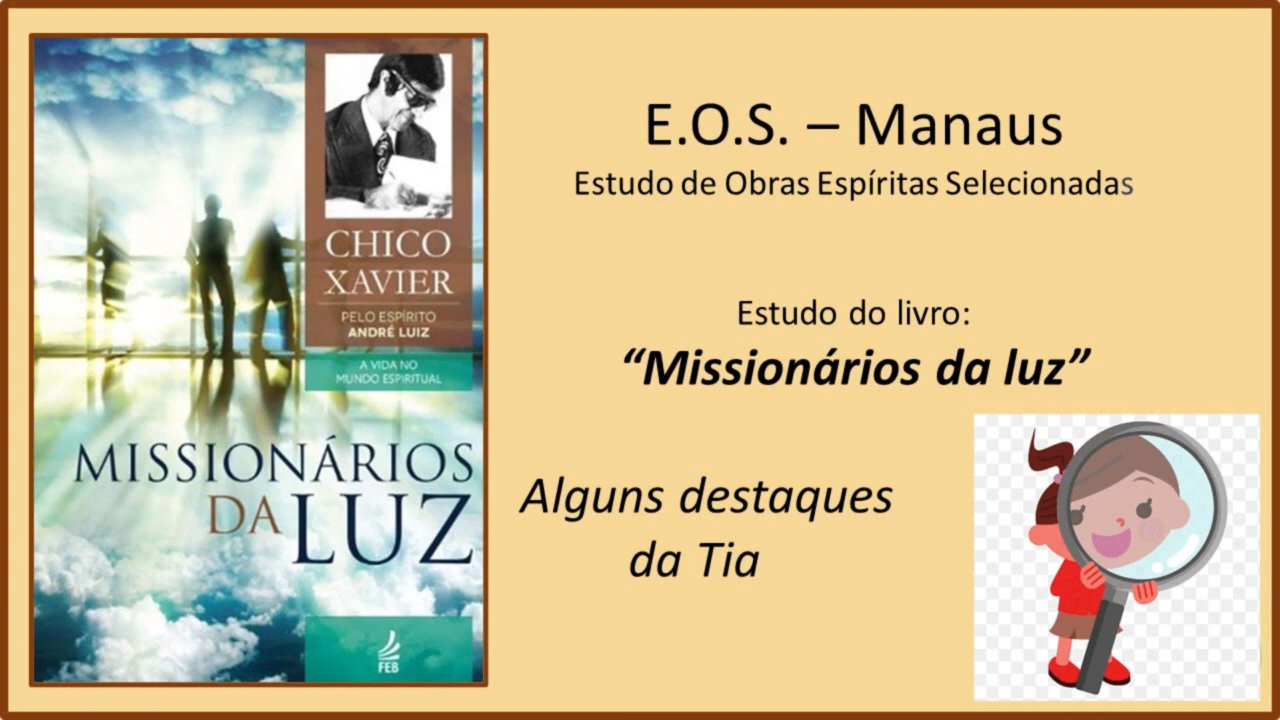 CHICO
XAVIER
PELO ESPÍRITO
ANDRÉ LUIZ
A VIDA NO
MUNDO ESPIRITUAL
MISSIONÁRIOS
DA LUZ
FEB
E.O.S. – Manaus
Estudo de Obras Espíritas Selecionadas
Estudo do livro:
“Missionários da luz”
Alguns destaques
da Tia